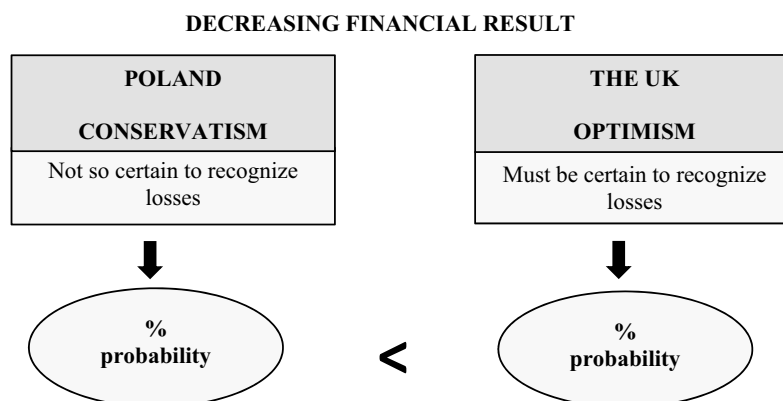 DECREASING FINANCIAL RESULT
POLAND
CONSERVATISM
Not so certain to recognize
losses
THE UK
OPTIMISM
Must be certain to recognize
losses
%
probability
<
%
probability